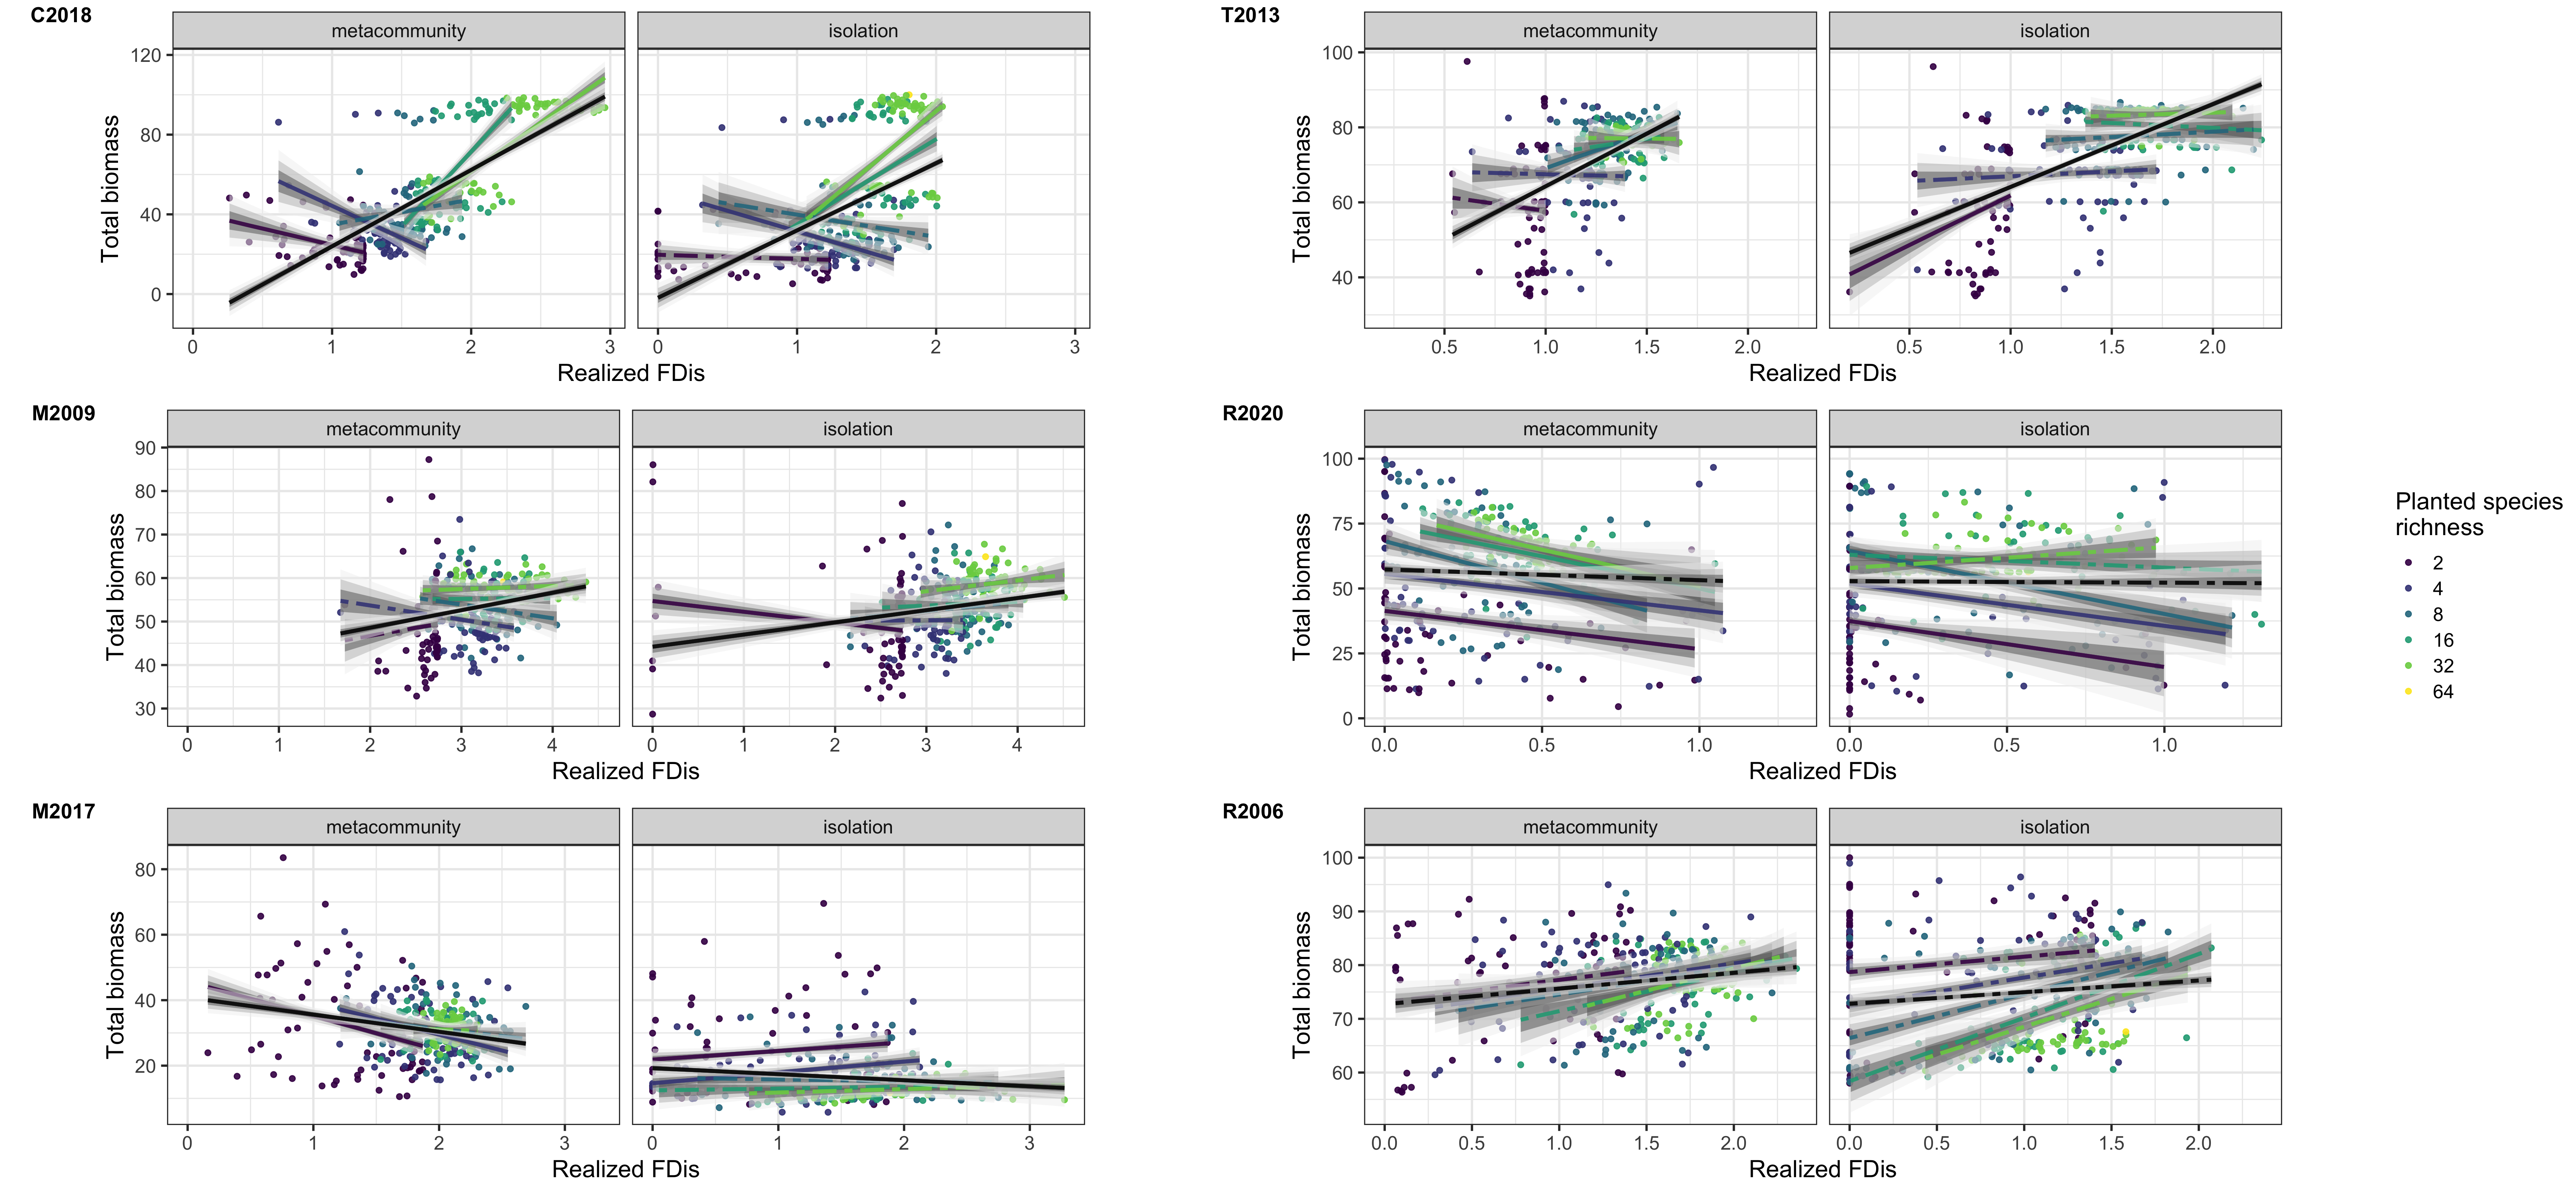 C2018
metacommunity
isolation
Total biomass
120
80
40
0
0 1 2 3
0 1 2 3
Realized FDis
T2013
metacommunity
isolation
Total biomass
100
80
60
40
0.5 1.0 1.5 2.0
0.5 1.0 1.5 2.0
Realized FDis
M2009
metacommunity
isolation
Total biomass
90
80
70
60
50
40
30
0 1 2 3 4
0 1 2 3 4
Realized FDis
R2020
metacommunity
isolation
Total biomass
100
75
50
25
0
0.0 0.5 1.0
0.0 0.5 1.0
Realized FDis
Planted species
richness
2
4
8
16
32
64
M2017
metacommunity
isolation
Total biomass
80
60
40
20
0 1 2 3
0 1 2 3
Realized FDis
R2006
metacommunity
isolation
Total biomass
100
90
80
70
60
0.0 0.5 1.0 1.5 2.0
0.0 0.5 1.0 1.5 2.0
Realized FDis